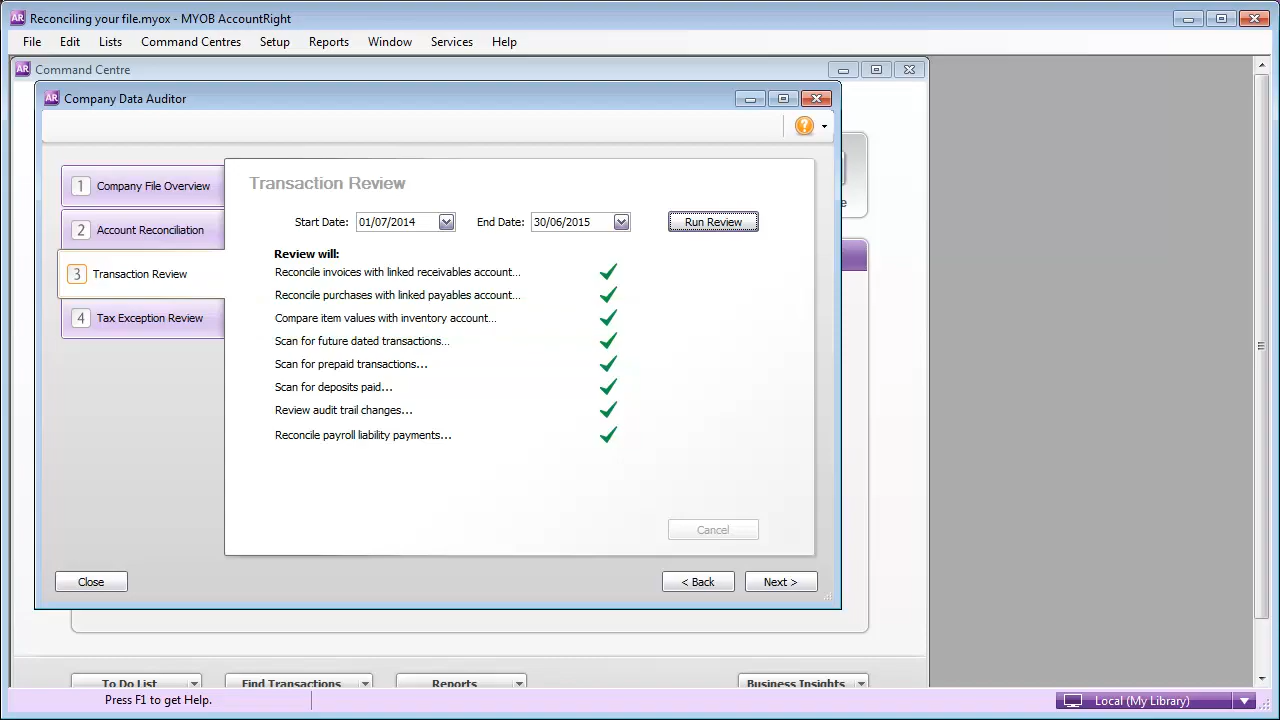 AR Reconciling your file.myox - MYOB AccountRight
File Edit Lists Command Centres Setup Reports Window Services Help
AR Command Centre
AR Company Data Auditor
?
1 Company File Overview
2 Account Reconciliation
3 Transaction Review
4 Tax Exception Review
Transaction Review
Start Date: 01/07/2014 End Date: 30/06/2015 Run Review
Review will:
Reconcile invoices with linked receivables account...
Reconcile purchases with linked payables account...
Compare item values with inventory account...
Scan for future dated transactions...
Scan for prepaid transactions...
Scan for deposits paid...
Review audit trail changes...
Reconcile payroll liability payments...
Cancel
Close < Back Next >
To Do List Find Transactions Reports Business Insights
Press F1 to get Help. Local (My Library)